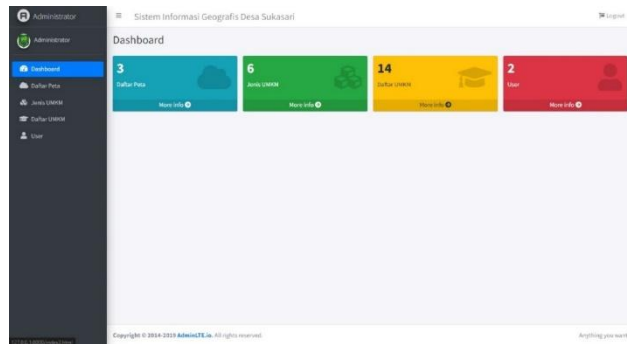 Administrator
Sistem Informasi Geografis Desa Sukasari
Logout
Administrator
Dashboard
Dashboard
Daftar Peta
Jenis UMKM
Daftar UMKM
User
3
Daftar Peta
More info
6
Jenis UMKM
More info
14
Daftar UMKM
More info
2
User
More info
Copyright © 2014-2019 AdminLTE.io. All rights reserved.
Anything you want